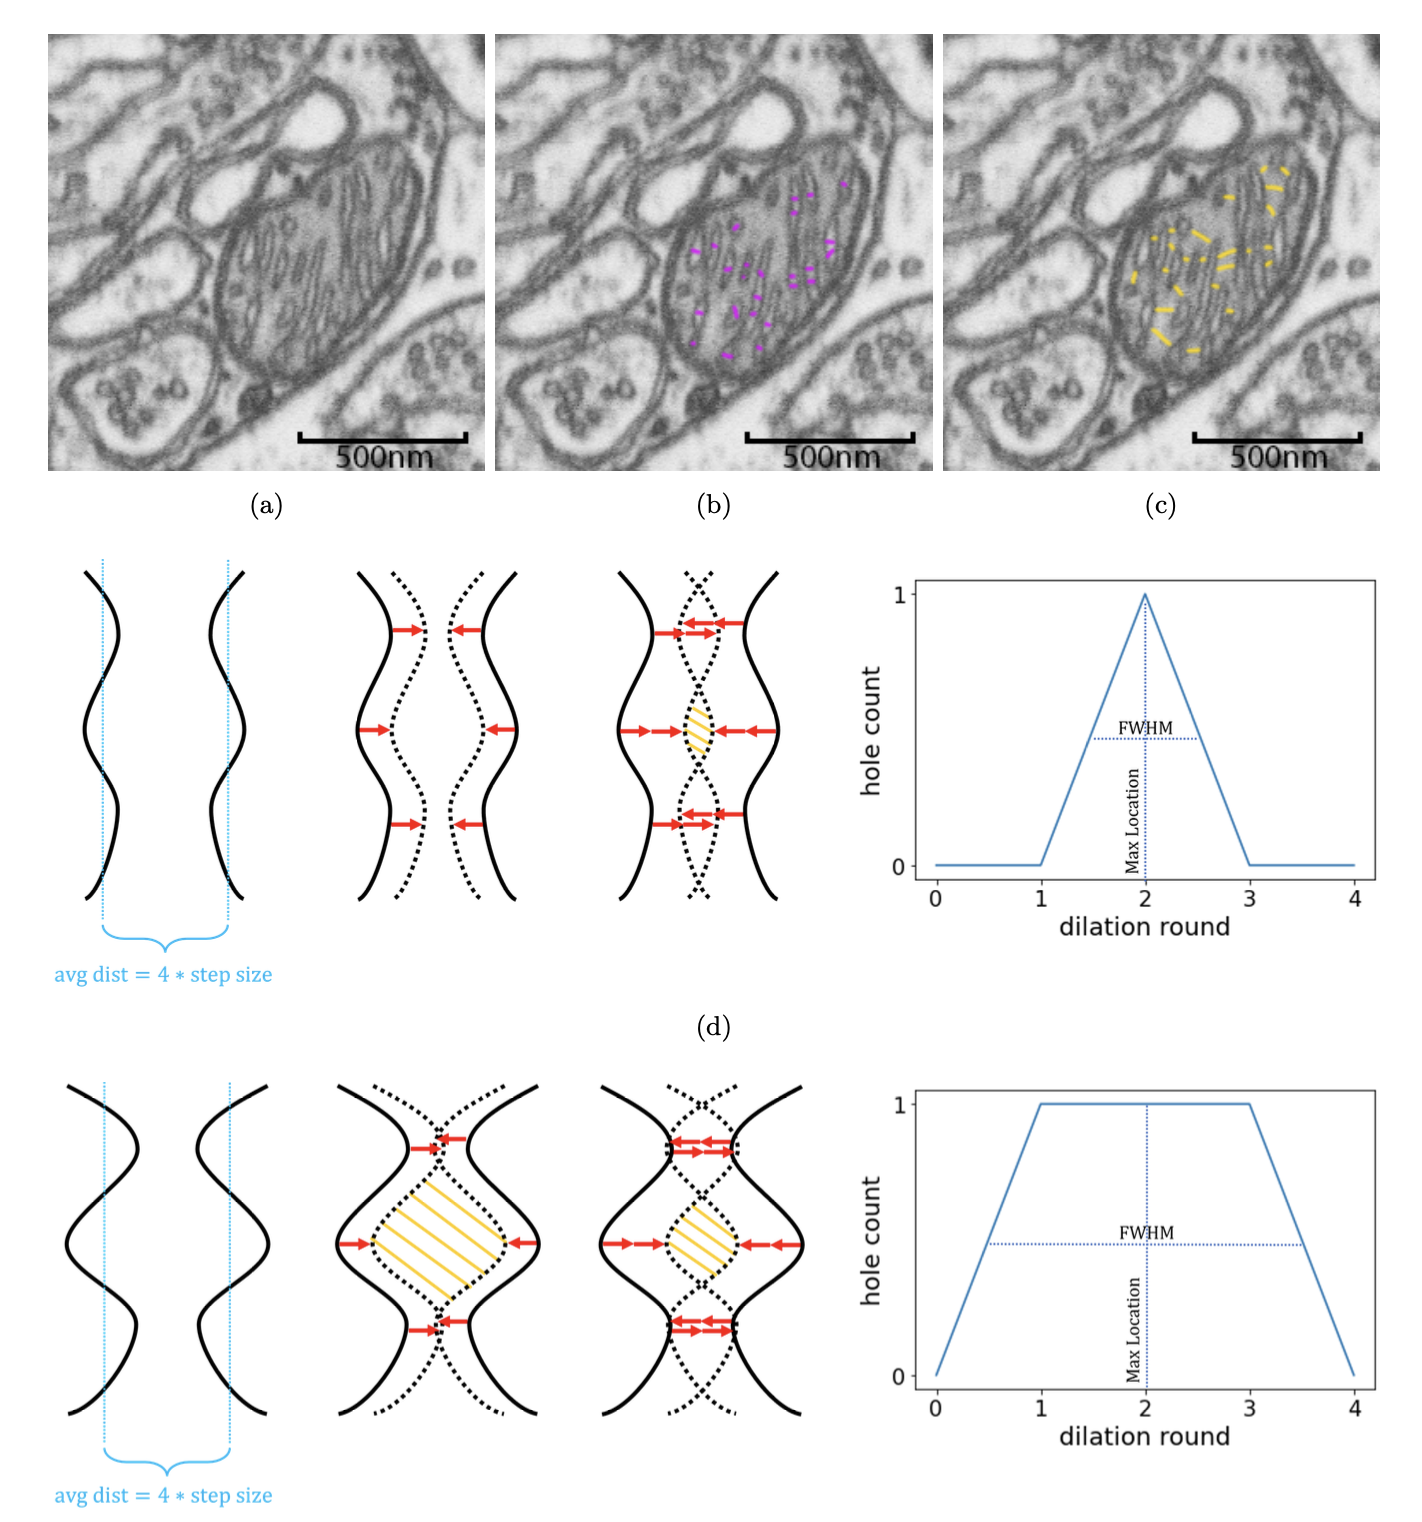 500nm 500nm 500nm
(a) (b) (c)
1
hole count
FWHM
Max Location
0
0 1 2 3 4
dilation round
avg dist = 4 * step size
(d)
1
hole count
FWHM
Max Location
0
0 1 2 3 4
dilation round
avg dist = 4 * step size